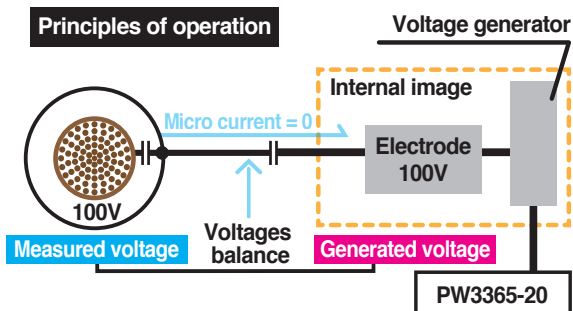 Principles of operation
Voltage generator
Internal image
Micro current = 0
Electrode
100V
100V
Voltages
balance
Measured voltage
Generated voltage
PW3365-20